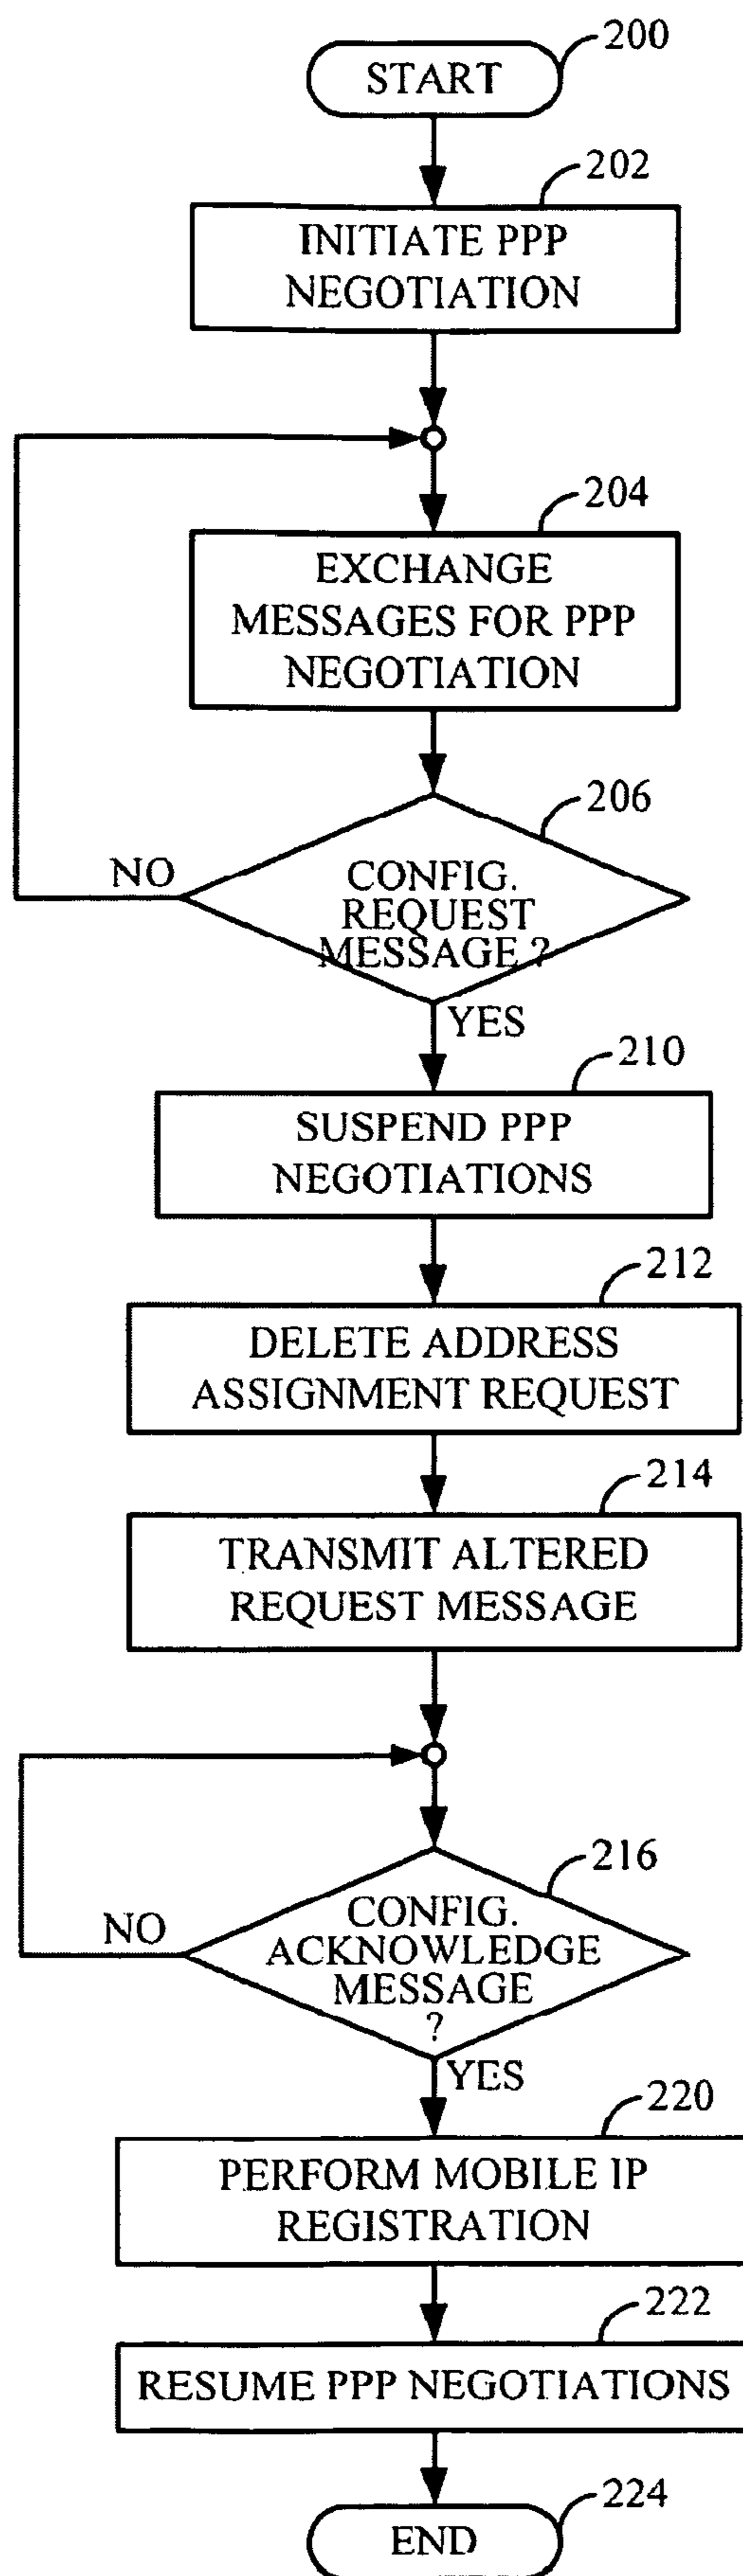 200
START
202
INITIATE PPP
NEGOTIATION
204
EXCHANGE
MESSAGES FOR PPP
NEGOTIATION
206
NO
CONFIG.
REQUEST
MESSAGE ?
YES
210
SUSPEND PPP
NEGOTIATIONS
212
DELETE ADDRESS
ASSIGNMENT REQUEST
214
TRANSMIT ALTERED
REQUEST MESSAGE
216
NO
CONFIG.
ACKNOWLEDGE
MESSAGE
?
YES
220
PERFORM MOBILE IP
REGISTRATION
222
RESUME PPP NEGOTIATIONS
224
END